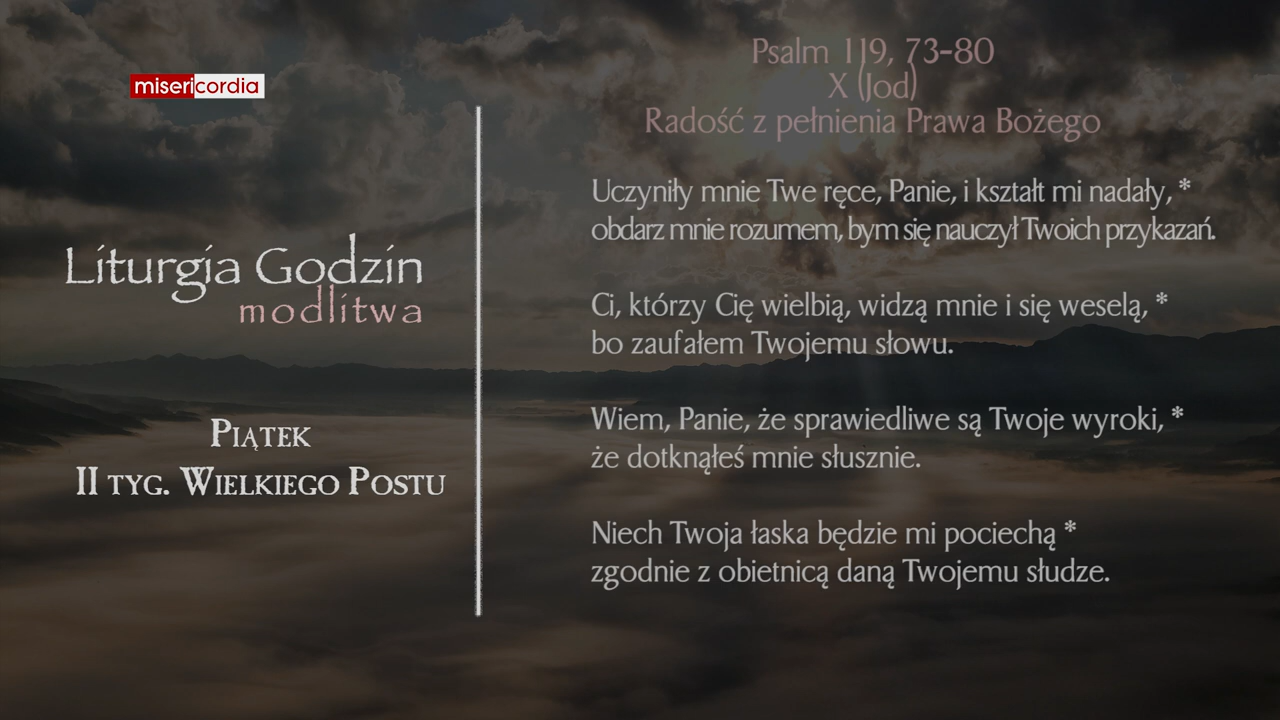 misericordia
Liturgia Godzin
modlitwa
Piątek
II tyg. Wielkiego Postu
Psalm 119, 73-80
X (Jod)
Radość z pełnienia Prawa Bożego
Uczyniły mnie Twe ręce, Panie, i kształt mi nadały, *
obdarz mnie rozumem, bym się nauczył Twoich przykazań.
Ci, którzy Cię wielbią, widzą mnie i się weselą, *
bo zaufałem Twojemu słowu.
Wiem, Panie, że sprawiedliwe są Twoje wyroki, *
że dotknąłeś mnie słusznie.
Niech Twoja łaska będzie mi pociechą *
zgodnie z obietnicą daną Twojemu słudze.